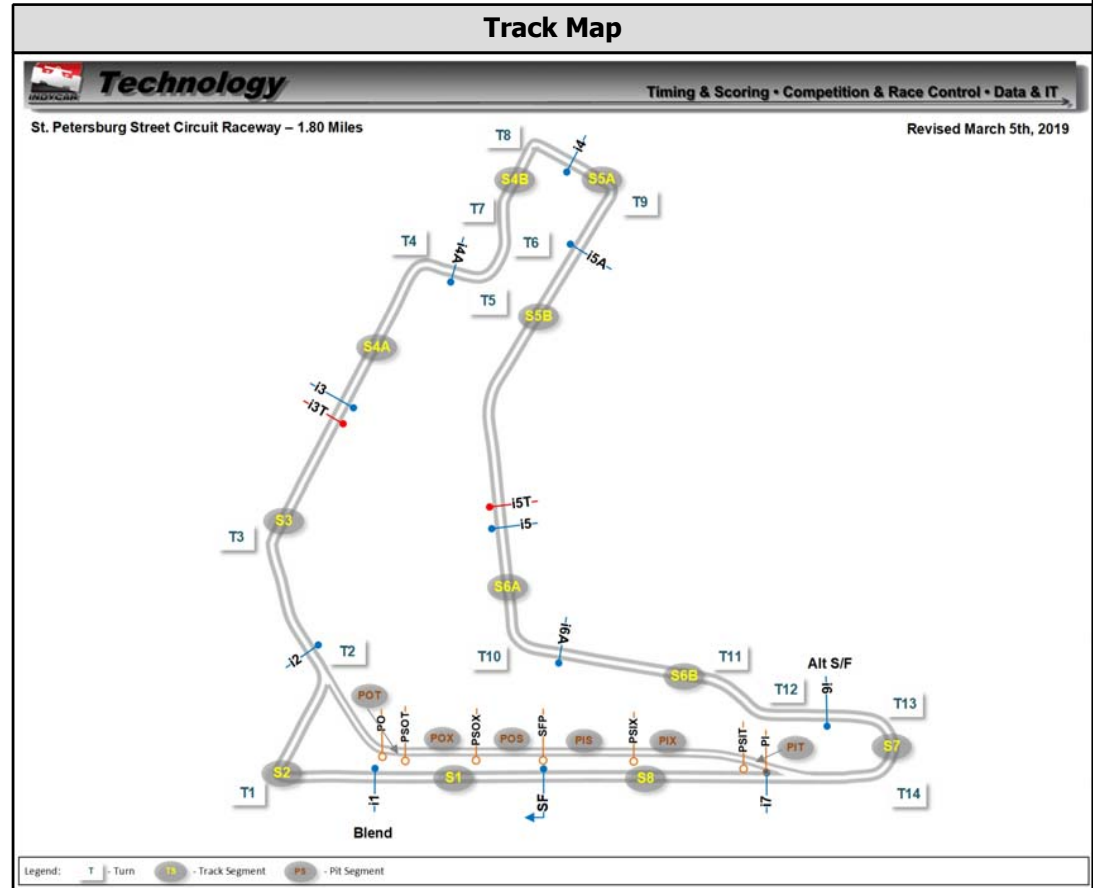 Track Map
INDYCAR
Technology
Timing & Scoring • Competition & Race Control • Data & IT
St. Petersburg Street Circuit Raceway – 1.80 Miles
Revised March 5th, 2019
T8
-i4-
S4B
S5A
T7
T9
T4
-i4A-
T6
-i5A-
T5
S5B
S4A
-i3-
-i3T-
-i5T-
-i5-
S3
T3
S6A
-i6A-
-i2-
T2
T10
S6B
T11
Alt S/F
-i6-
T12
T13
POT
PO-
PSOT-
POX
PSOX-
POS
SFP-
PIS
PSIX-
PIX
PSIT-
PI-
PIT
S7
S2
T1
-i1-
S1
-SF-
S8
-i7-
T14
Blend
Legend:
T
- Turn
TS
- Track Segment
PS
- Pit Segment